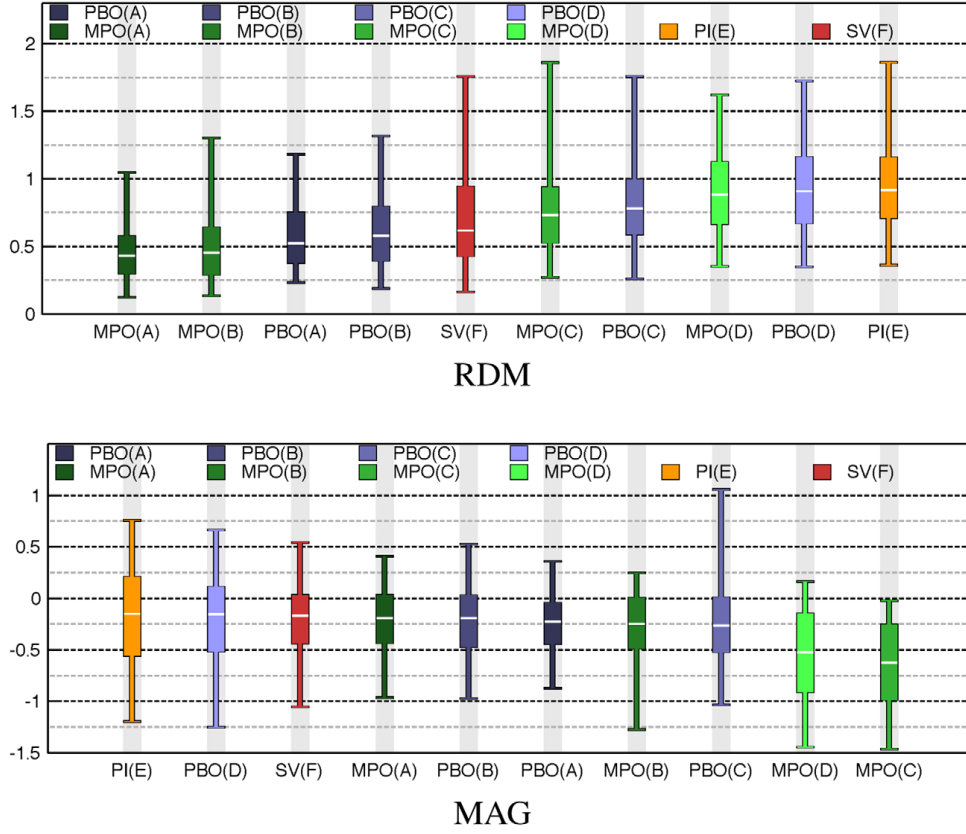 PBO(A) PBO(B) PBO(C) PBO(D)
MPO(A) MPO(B) MPO(C) MPO(D) PI(E) SV(F)
2
1.5
1
0.5
0
MPO(A) MPO(B) PBO(A) PBO(B) SV(F) MPO(C) PBO(C) MPO(D) PBO(D) PI(E)
RDM
PBO(A) PBO(B) PBO(C) PBO(D)
MPO(A) MPO(B) MPO(C) MPO(D) PI(E) SV(F)
1
0.5
0
-0.5
-1
-1.5
PI(E) PBO(D) SV(F) MPO(A) PBO(B) PBO(A) MPO(B) PBO(C) MPO(D) MPO(C)
MAG